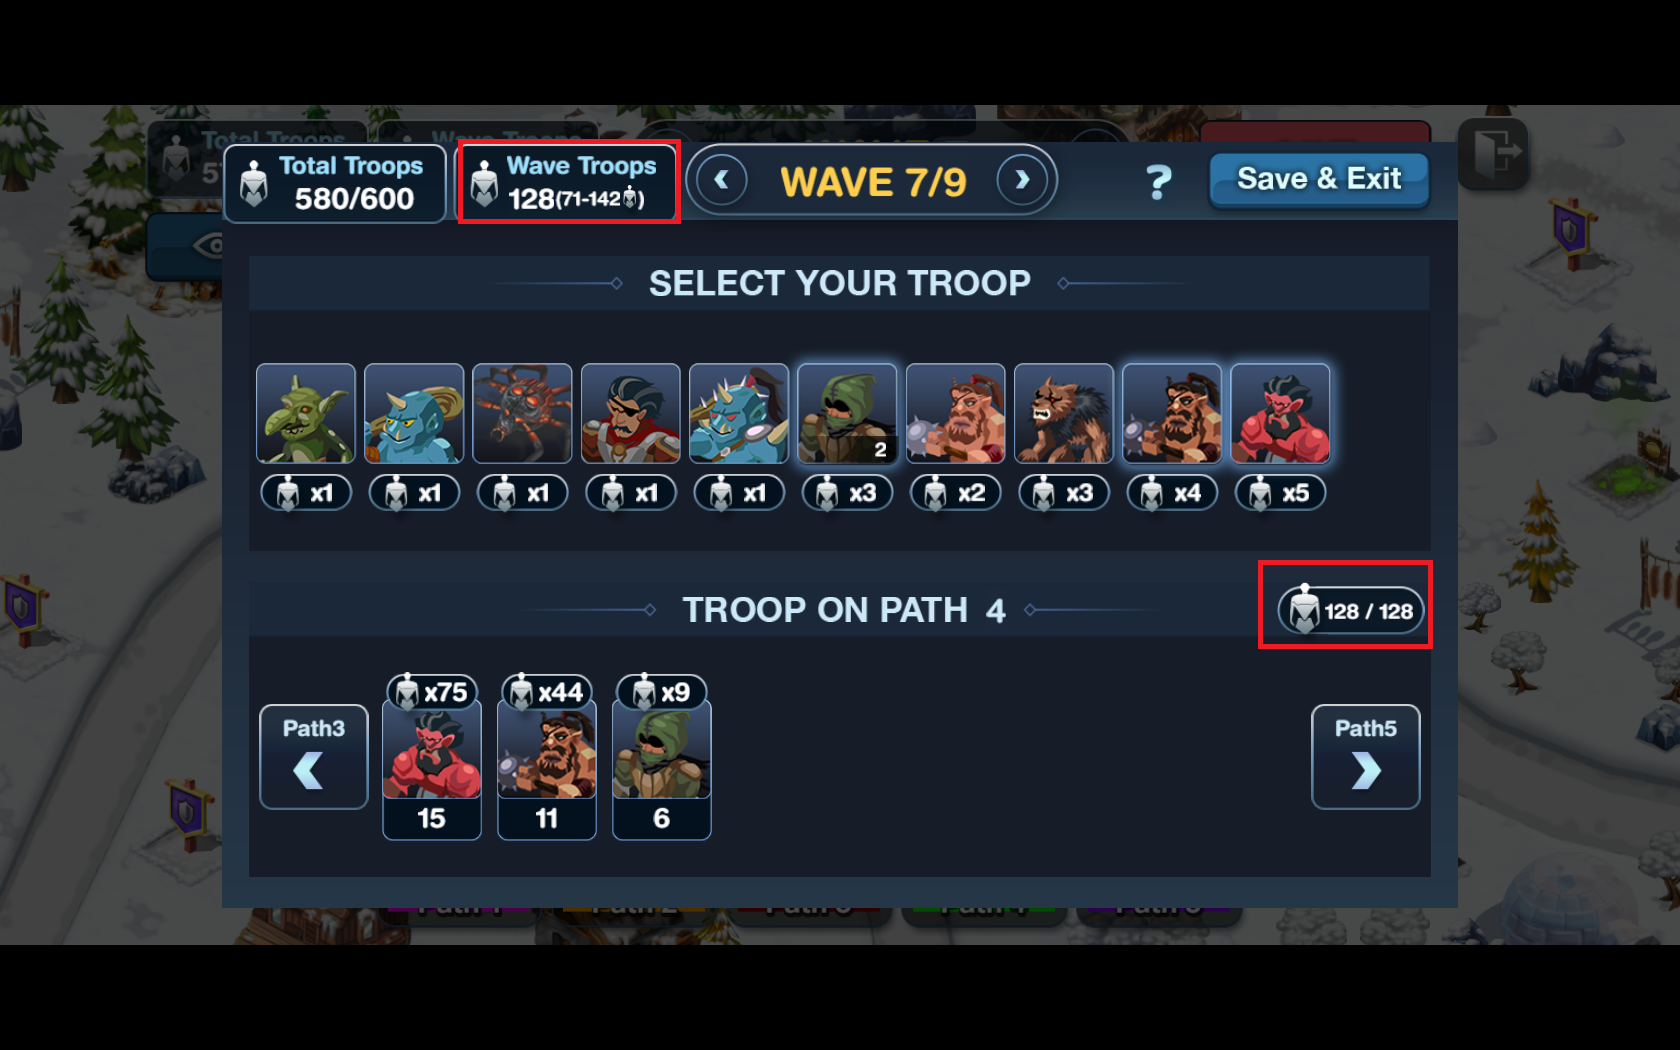 Total Troops
580/600
Wave Troops
128(71-142)
WAVE 7/9
?
Save & Exit
SELECT YOUR TROOP
2
x1
x1
x1
x1
x1
x3
x2
x3
x4
x5
TROOP ON PATH 4
128 / 128
Path3
x75
15
x44
11
x9
6
Path5